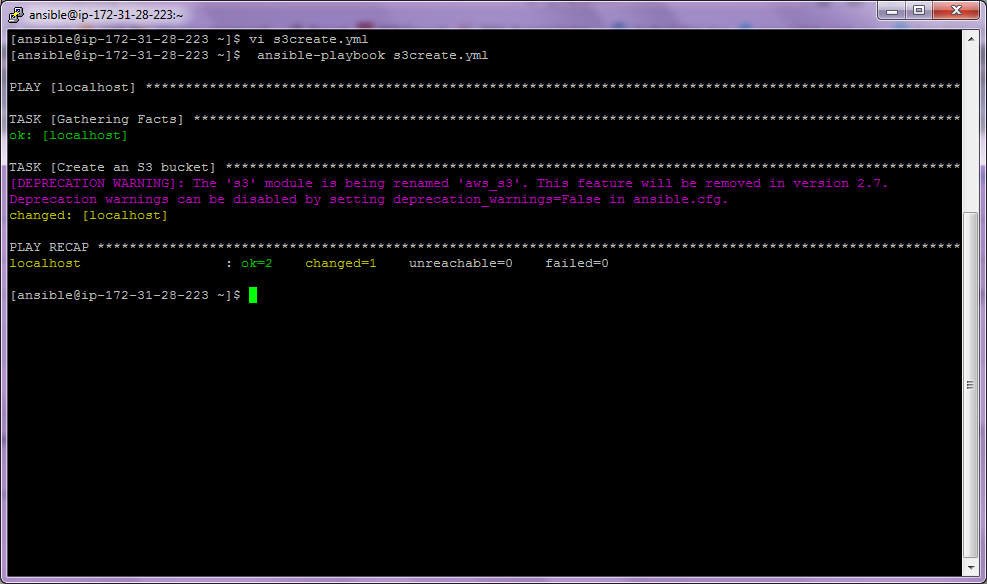 ansible@ip-172-31-28-223:~
[ansible@ip-172-31-28-223 ~]$ vi s3create.yml
[ansible@ip-172-31-28-223 ~]$  ansible-playbook s3create.yml
PLAY [localhost] ******************************************************************************************************
TASK [Gathering Facts] ************************************************************************************************
ok: [localhost]
TASK [Create an S3 bucket] ********************************************************************************************
[DEPRECATION WARNING]: The 's3' module is being renamed 'aws_s3'. This feature will be removed in version 2.7.
Deprecation warnings can be disabled by setting deprecation_warnings=False in ansible.cfg.
changed: [localhost]
PLAY RECAP ************************************************************************************************************
localhost                  : ok=2    changed=1    unreachable=0    failed=0
[ansible@ip-172-31-28-223 ~]$